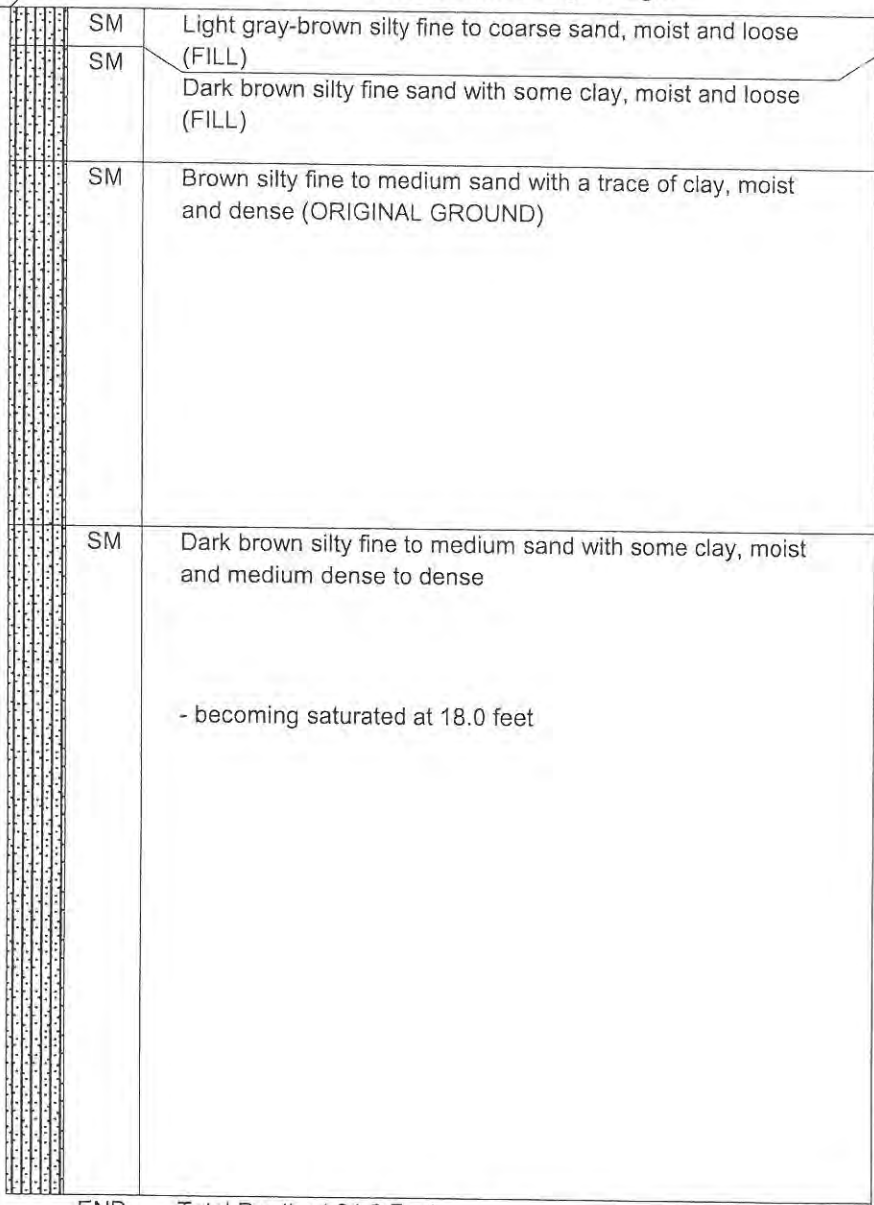 SM Light gray-brown silty fine to coarse sand, moist and loose
(FILL)
SM
Dark brown silty fine sand with some clay, moist and loose
(FILL)
SM Brown silty fine to medium sand with a trace of clay, moist
and dense (ORIGINAL GROUND)
SM Dark brown silty fine to medium sand with some clay, moist
and medium dense to dense
- becoming saturated at 18.0 feet
END Total Depth